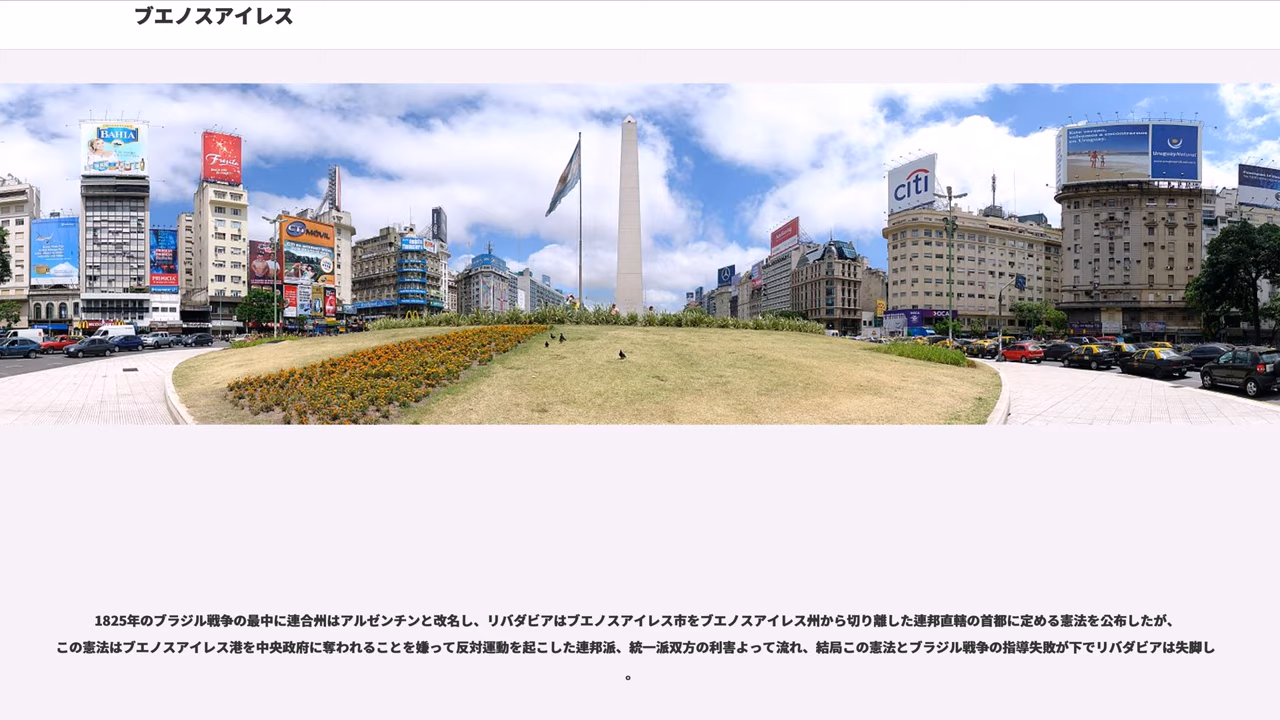 ブエノスアイレス
BAHIA
Fresita
CTI MÓVIL
citi
UruguayNatural
OCA
PRIMICIA
1825年のブラジル戦争の最中に連合州はアルゼンチンと改名し、リバダビアはブエノスアイレス市をブエノスアイレス州から切り離した連邦直轄の首都に定める憲法を公布したが、
この憲法はブエノスアイレス港を中央政府に奪われることを嫌って反対運動を起こした連邦派、統一派双方の利害よって流れ、結局この憲法とブラジル戦争の指導失敗が下でリバダビアは失脚し
。